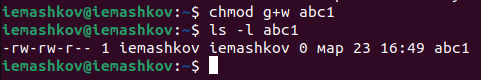 iemashkov@iemashkov:~$ chmod g+w abc1
iemashkov@iemashkov:~$ ls -l abc1
-rw-rw-r-- 1 iemashkov iemashkov 0 мар 23 16:49 abc1
iemashkov@iemashkov:~$